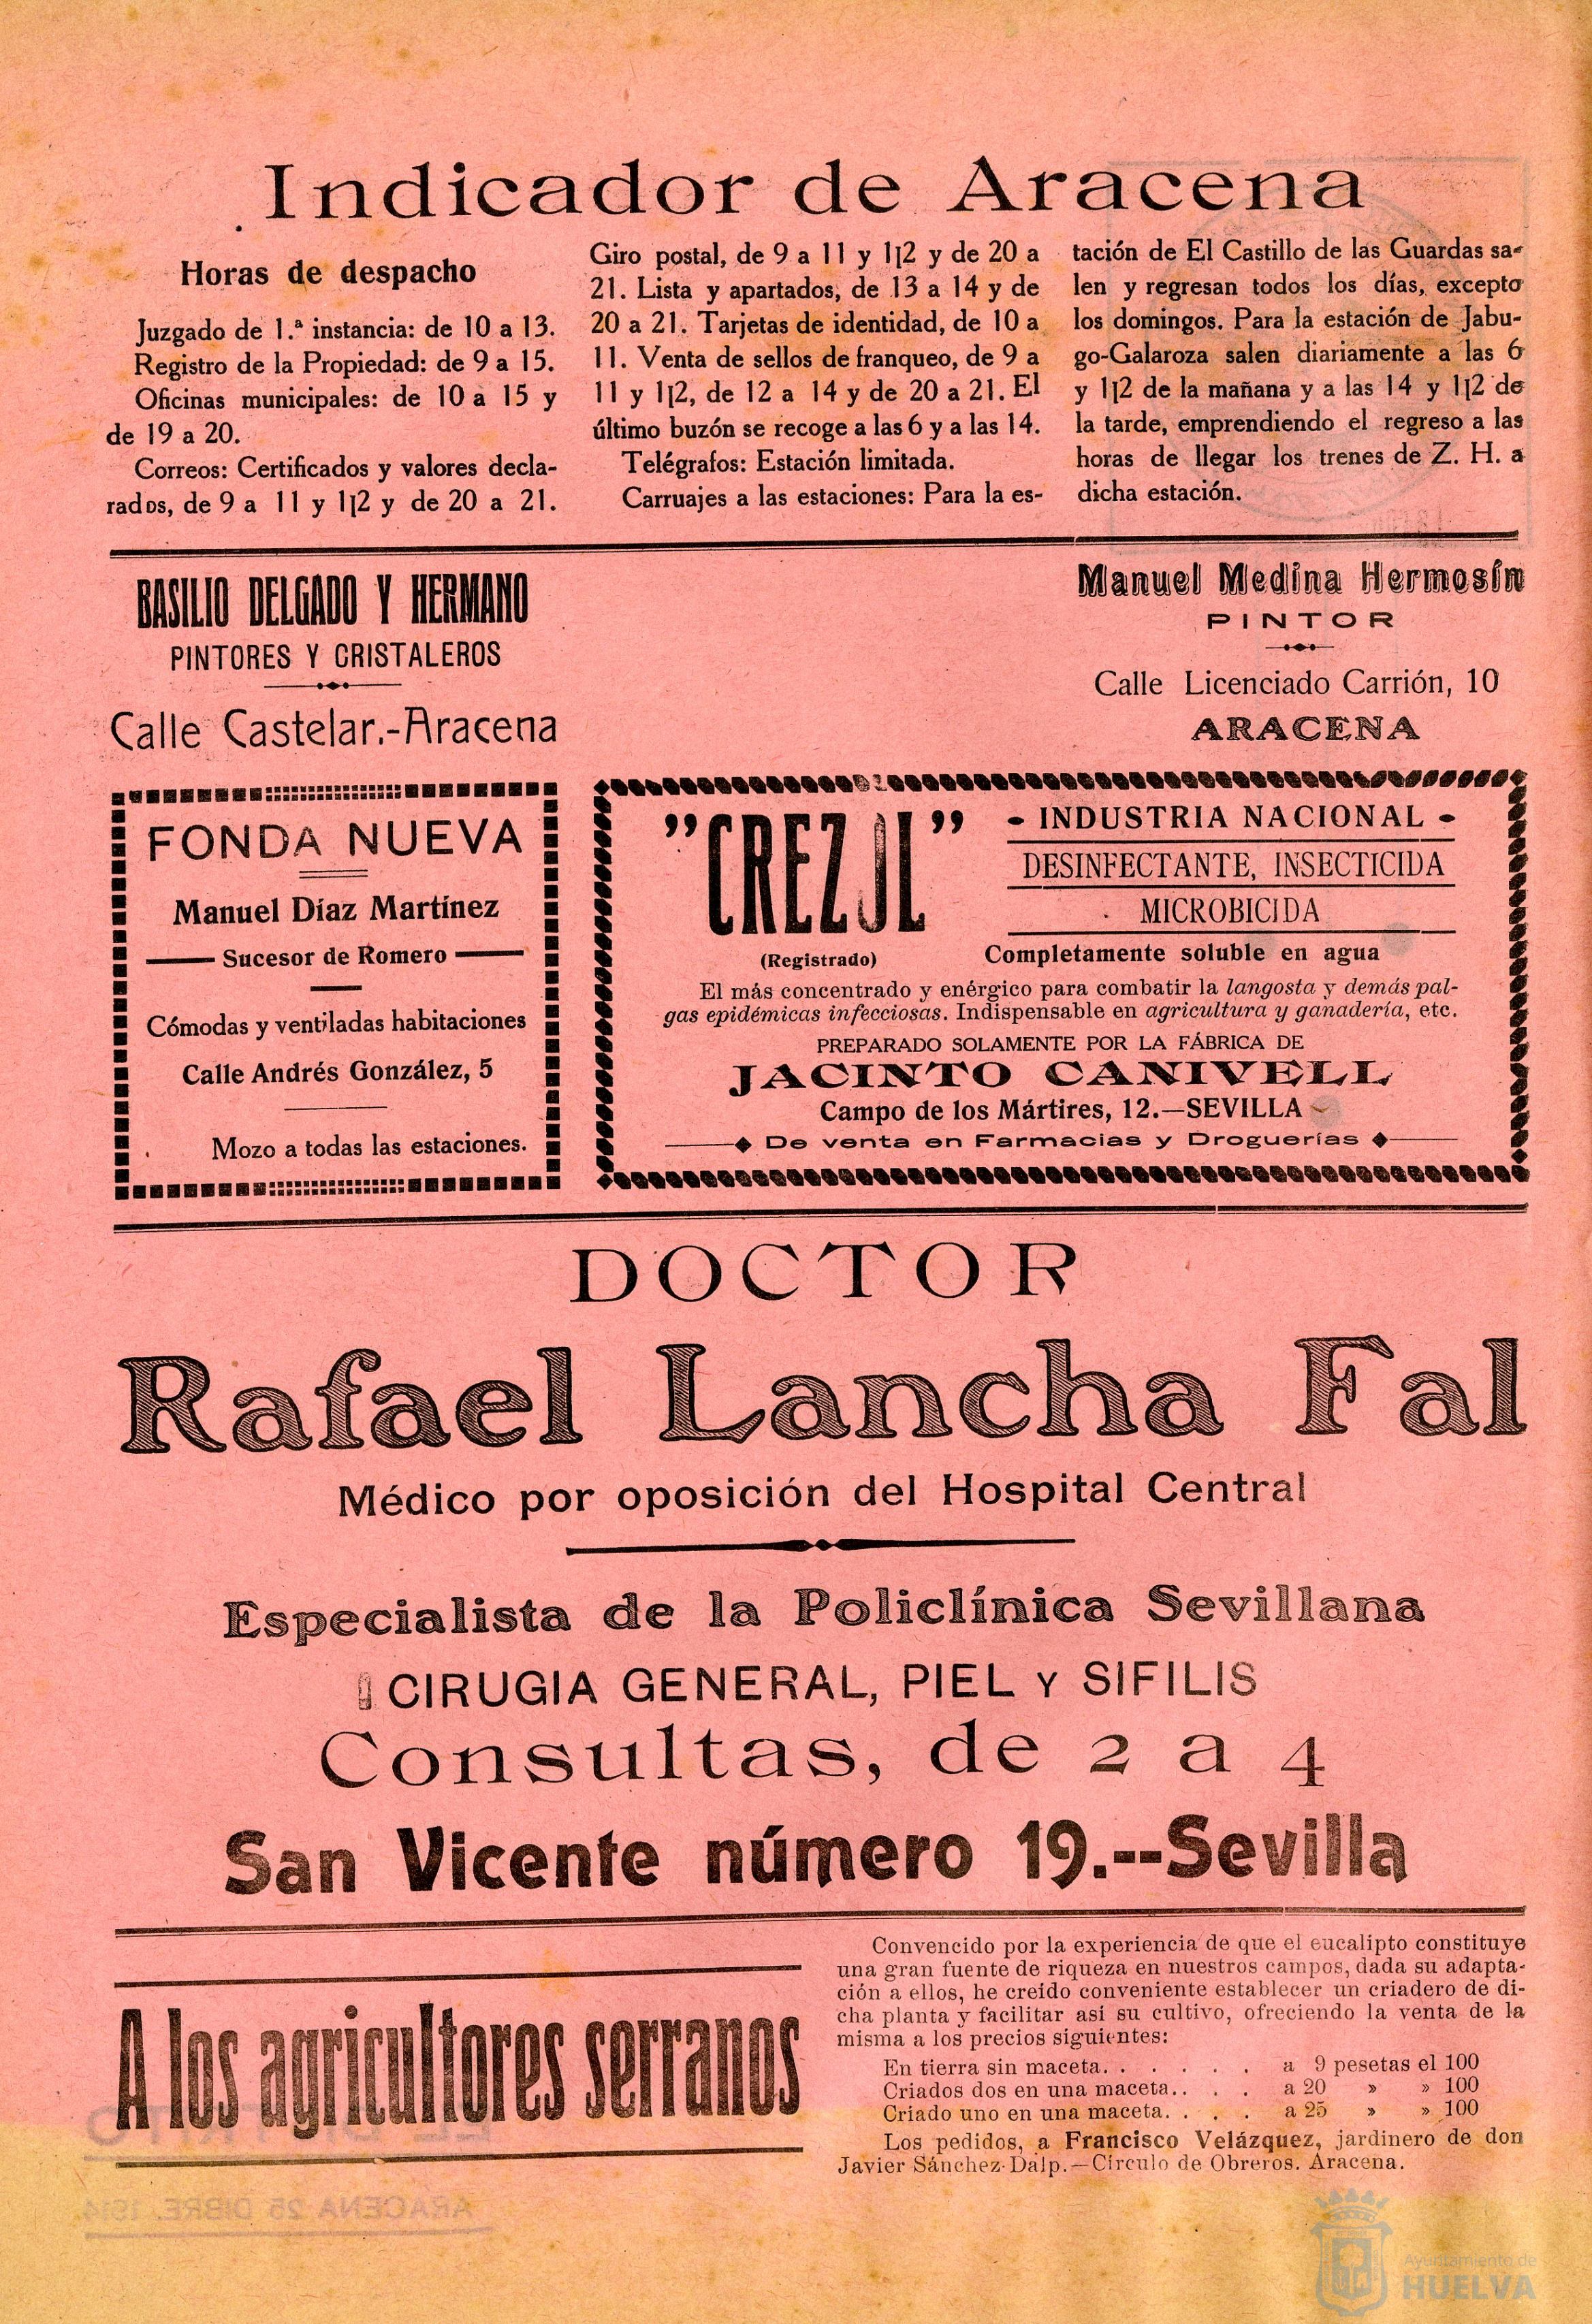 Indicador de Aracena
Horas de despacho
Juzgado de 1.ª instancia: de 10 a 13.
Registro de la Propiedad: de 9 a 15.
Oficinas municipales: de 10 a 15 y
de 19 a 20.
Correos: Certificados y valores decla-
rados, de 9 a 11 y 1¡2 y de 20 a 21.
Giro postal, de 9 a 11 y 1¡2 y de 20 a
21. Lista y apartados, de 13 a 14 y de
20 a 21. Tarjetas de identidad, de 10 a
11. Venta de sellos de franqueo, de 9 a
11 y 1¡2, de 12 a 14 y de 20 a 21. El
último buzón se recoge a las 6 y a las 14.
Telégrafos: Estación limitada.
Carruajes a las estaciones: Para la es-
tación de El Castillo de las Guardas sa-
len y regresan todos los días, excepto
los domingos. Para la estación de Jabu-
go-Galaroza salen diariamente a las 6
y 1¡2 de la mañana y a las 14 y 1¡2 de
la tarde, emprendiendo el regreso a las
horas de llegar los trenes de Z. H. a
dicha estación.
BASILIO DELGADO Y HERMANO
PINTORES Y CRISTALEROS
Calle Castelar.-Aracena
Manuel Medina Hermosín
PINTOR
Calle Licenciado Carrión, 10
ARACENA
FONDA NUEVA
Manuel Díaz Martínez
Sucesor de Romero
Cómodas y ventiladas habitaciones
Calle Andrés González, 5
Mozo a todas las estaciones.
"CREZOL"
(Registrado)
- INDUSTRIA NACIONAL -
DESINFECTANTE, INSECTICIDA
MICROBICIDA
Completamente soluble en agua
El más concentrado y enérgico para combatir la langosta y demás pal-
gas epidémicas infecciosas. Indispensable en agricultura y ganadería, etc.
PREPARADO SOLAMENTE POR LA FÁBRICA DE
JACINTO CANIVELL
Campo de los Mártires, 12.—SEVILLA
De venta en Farmacias y Droguerías
DOCTOR
Rafael Lancha Fal
Médico por oposición del Hospital Central
Especialista de la Policlínica Sevillana
CIRUGIA GENERAL, PIEL Y SIFILIS
Consultas, de 2 a 4
San Vicente número 19.--Sevilla
A los agricultores serranos
Convencido por la experiencia de que el eucalipto constituye
una gran fuente de riqueza en nuestros campos, dada su adapta-
ción a ellos, he creído conveniente establecer un criadero de di-
cha planta y facilitar así su cultivo, ofreciendo la venta de la
misma a los precios siguientes:
En tierra sin maceta. . . . . . a 9 pesetas el 100
Criados dos en una maceta. . . . a 20 » » 100
Criado uno en una maceta. . . . a 25 » » 100
Los pedidos, a Francisco Velázquez, jardinero de don
Javier Sánchez-Dalp.—Círculo de Obreros. Aracena.
EL DISTRITO
ARACENA 25 DIBRE. 1914
Ayuntamiento de
HUELVA